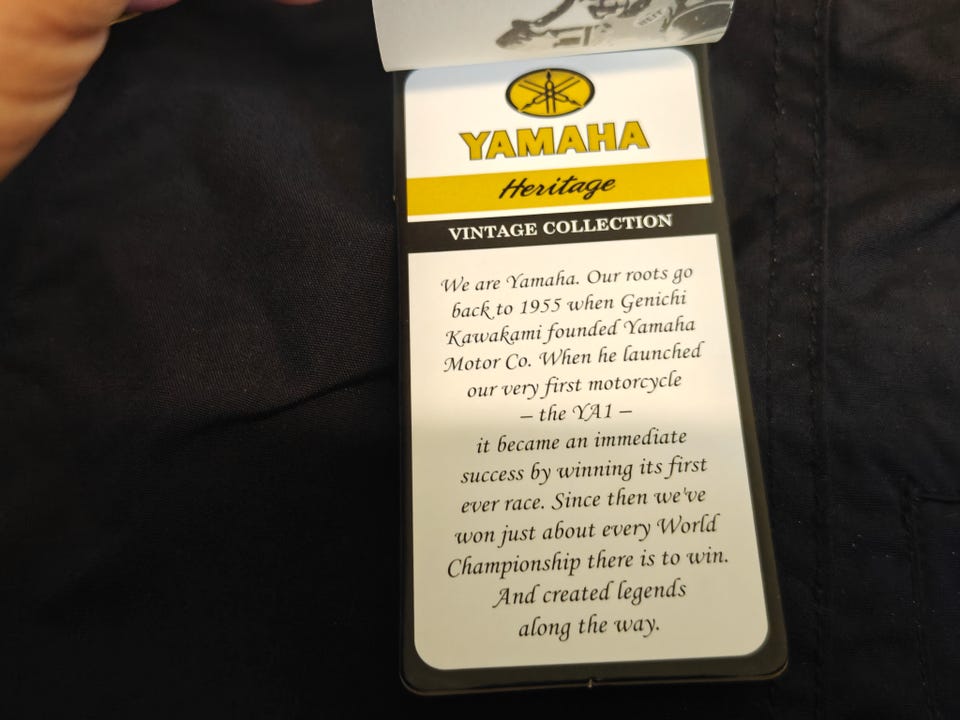 YAMAHA
Heritage
VINTAGE COLLECTION
We are Yamaha. Our roots go
back to 1955 when Genichi
Kawakami founded Yamaha
Motor Co. When he launched
our very first motorcycle
– the YA1 –
it became an immediate
success by winning its first
ever race. Since then we've
won just about every World
Championship there is to win.
And created legends
along the way.